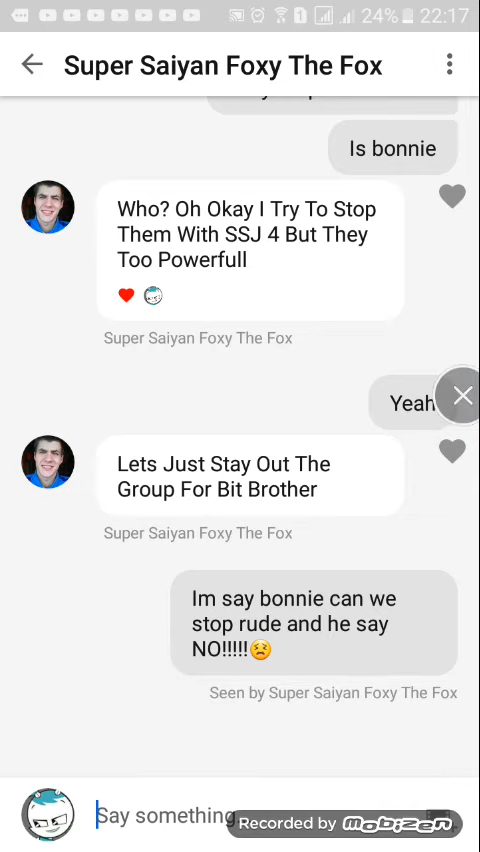 24% 22:17
Super Saiyan Foxy The Fox
Is bonnie
Who? Oh Okay I Try To Stop
Them With SSJ 4 But They
Too Powerfull
Super Saiyan Foxy The Fox
Yeah
Lets Just Stay Out The
Group For Bit Brother
Super Saiyan Foxy The Fox
Im say bonnie can we
stop rude and he say
NO!!!!!😣
Seen by Super Saiyan Foxy The Fox
Say something
Recorded by MOBIZEN